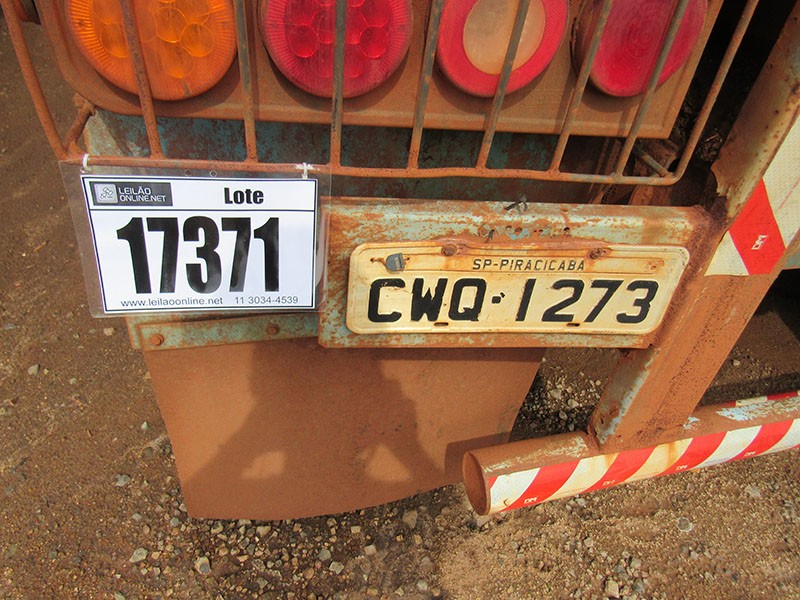 LEILÃO
ONLINE.NET
Lote
17371
www.leilaoonline.net 11 3034-4539
SP-PIRACICABA
CWQ-1273